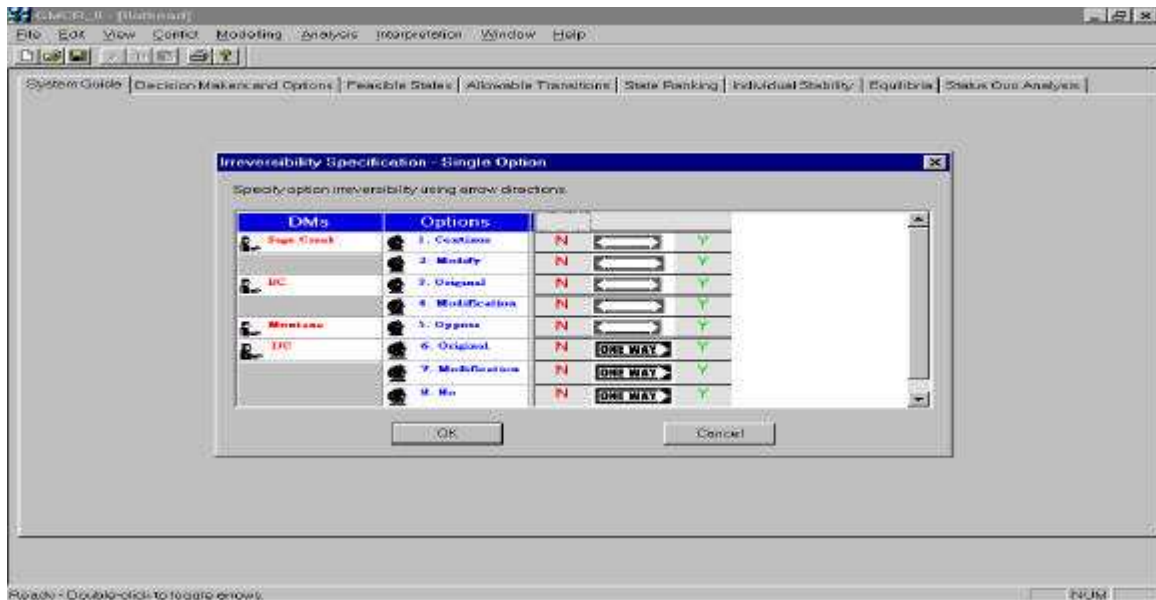 GMCR_II - [flathead]
File Edit View Conflict Modelling Analysis Interpretation Window Help
System Guide Decision Makers and Options Feasible States Allowable Transitions State Ranking Individual Stability Equilibria Status Quo Analysis
Irreversibility Specification - Single Option
Specify option irreversibility using arrow directions.
DMs Options
Sage Creek 1. Continue N Y
2. Modify N Y
BC 3. Original N Y
4. Modification N Y
Montana 5. Oppose N Y
IJC 6. Original N ONE WAY Y
7. Modification N ONE WAY Y
8. No N ONE WAY Y
OK Cancel
Ready - Double-click to toggle arrows. NUM